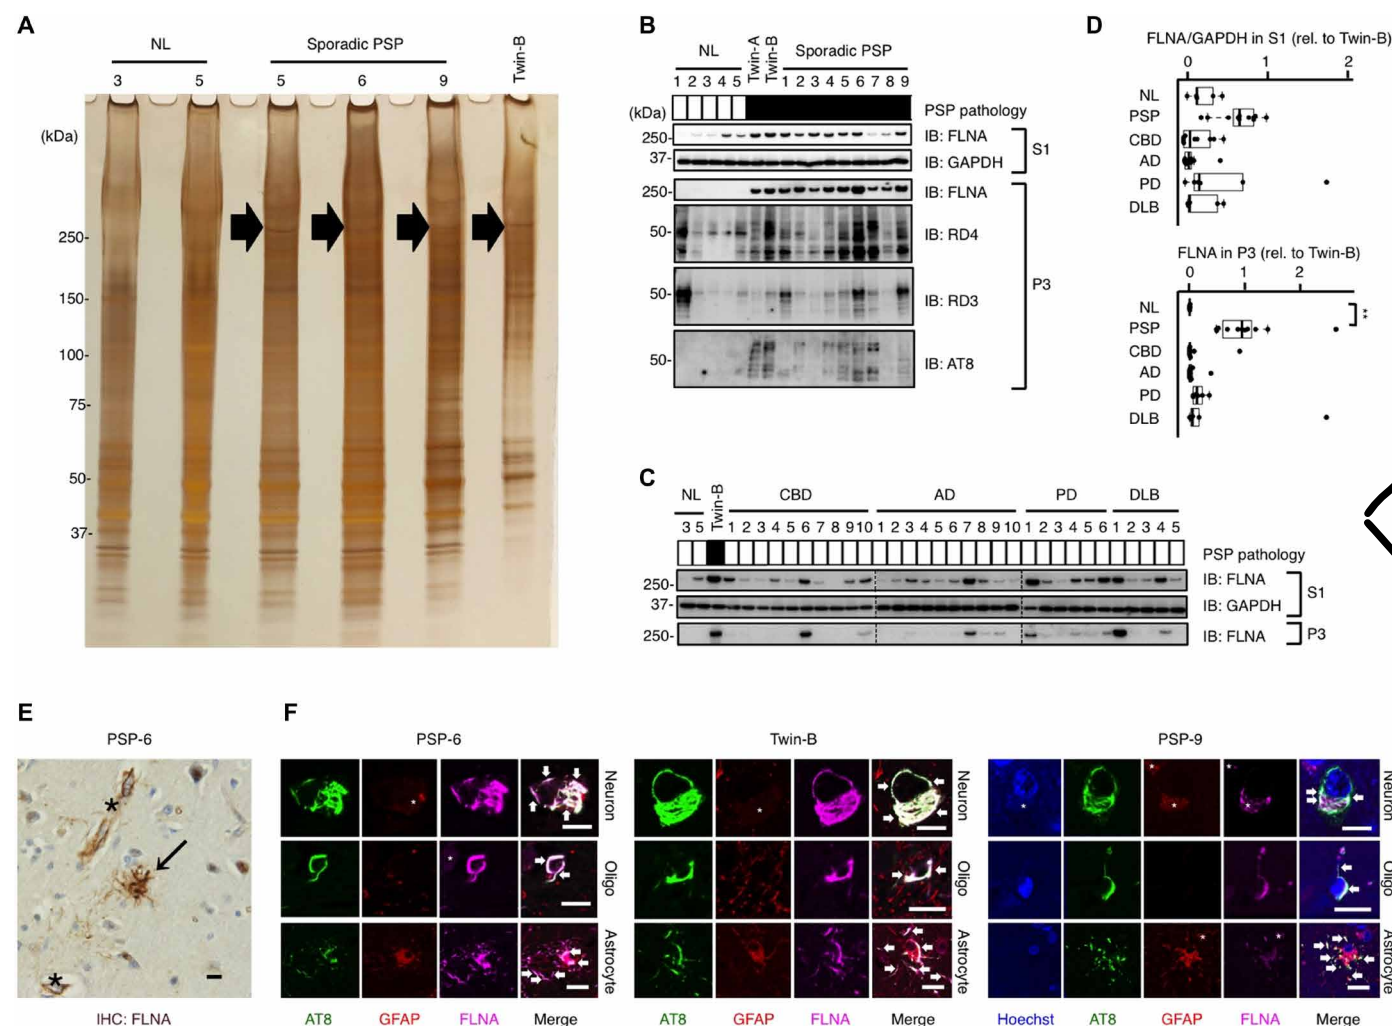 A
NL
Sporadic PSP
Twin-B
3 5 5 6 9
(kDa)
250-
150-
100-
75-
50-
37-
B
NL Twin-A Twin-B Sporadic PSP
1 2 3 4 5 1 2 3 4 5 6 7 8 9
(kDa) PSP pathology
250- IB: FLNA
37- IB: GAPDH
S1
250- IB: FLNA
50- IB: RD4
50- IB: RD3
50- IB: AT8
P3
C
NL Twin-B CBD AD PD DLB
3 5 1 2 3 4 5 6 7 8 9 10 1 2 3 4 5 6 7 8 9 10 1 2 3 4 5 6 1 2 3 4 5
PSP pathology
250- IB: FLNA
37- IB: GAPDH
S1
250- IB: FLNA P3
D
FLNA/GAPDH in S1 (rel. to Twin-B)
0 1 2
NL
PSP
CBD
AD
PD
DLB
FLNA in P3 (rel. to Twin-B)
0 1 2
NL
**
PSP
CBD
AD
PD
DLB
E
PSP-6
*
*
IHC: FLNA
F
PSP-6 Twin-B PSP-9
Neuron Neuron Neuron
Oligo Oligo Oligo
Astrocyte Astrocyte Astrocyte
AT8 GFAP FLNA Merge AT8 GFAP FLNA Merge Hoechst AT8 GFAP FLNA Merge